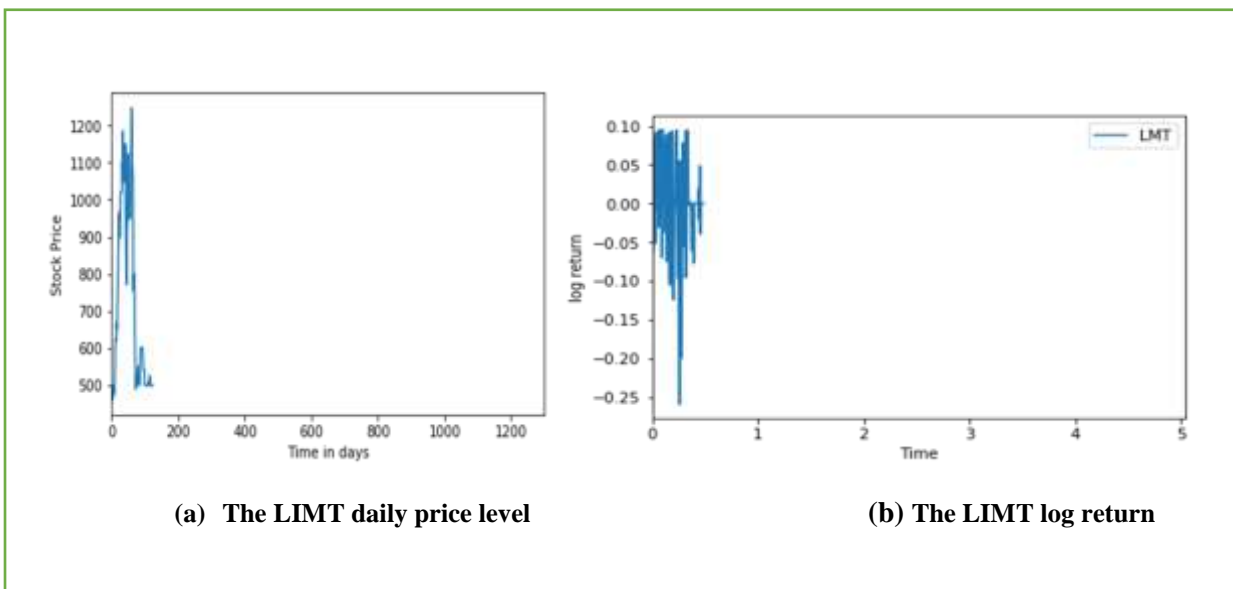 1200
1100
1000
900
800
700
600
500
Stock Price
0 200 400 600 800 1000 1200
Time in days
0.10
0.05
0.00
−0.05
−0.10
−0.15
−0.20
−0.25
log return
LMT
0 1 2 3 4 5
Time
(a) The LIMT daily price level
(b) The LIMT log return